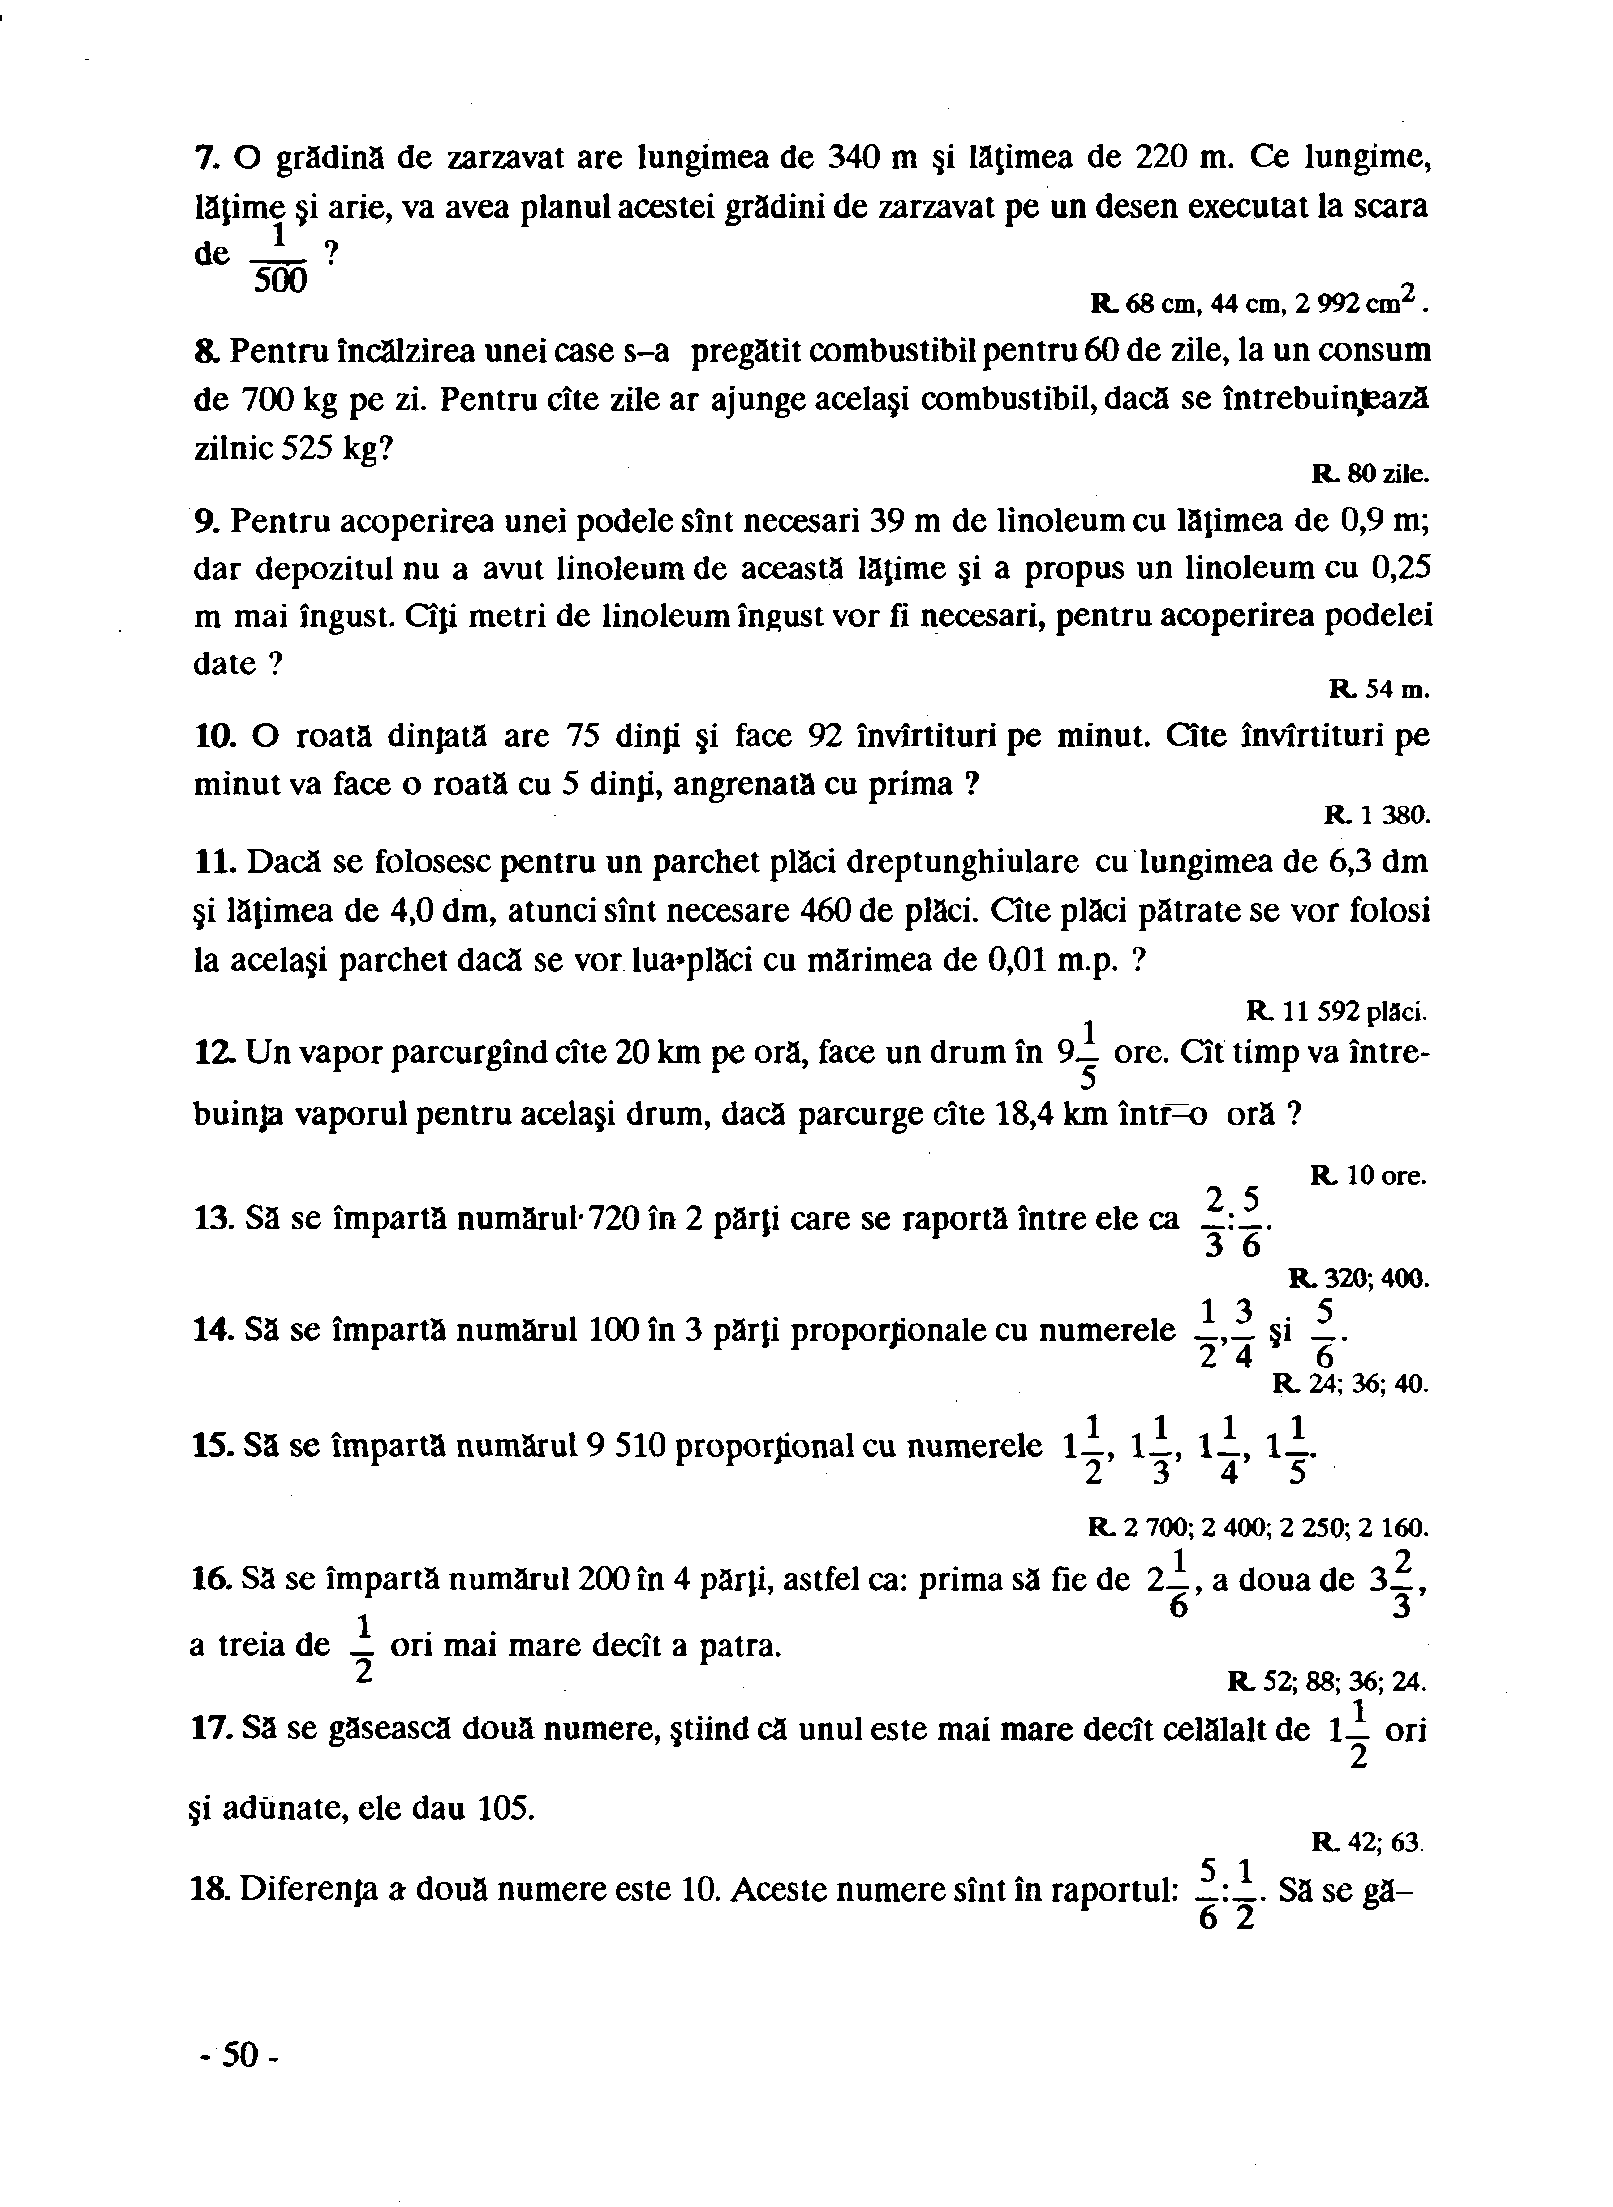 7. O grădină de zarzavat are lungimea de 340 m şi lăţimea de 220 m. Ce lungime,
lăţime şi arie, va avea planul acestei grădini de zarzavat pe un desen executat la scara
de 1/500 ?
R. 68 cm, 44 cm, 2 992 cm².
8. Pentru încălzirea unei case s–a pregătit combustibil pentru 60 de zile, la un consum
de 700 kg pe zi. Pentru cîte zile ar ajunge acelaşi combustibil, dacă se întrebuinţează
zilnic 525 kg?
R. 80 zile.
9. Pentru acoperirea unei podele sînt necesari 39 m de linoleum cu lăţimea de 0,9 m;
dar depozitul nu a avut linoleum de această lăţime şi a propus un linoleum cu 0,25
m mai îngust. Cîţi metri de linoleum îngust vor fi necesari, pentru acoperirea podelei
date ?
R. 54 m.
10. O roată dinţată are 75 dinţi şi face 92 învîrtituri pe minut. Cîte învîrtituri pe
minut va face o roată cu 5 dinţi, angrenată cu prima ?
R. 1 380.
11. Dacă se folosesc pentru un parchet plăci dreptunghiulare cu lungimea de 6,3 dm
şi lăţimea de 4,0 dm, atunci sînt necesare 460 de plăci. Cîte plăci pătrate se vor folosi
la acelaşi parchet dacă se vor lua plăci cu mărimea de 0,01 m.p. ?
R. 11 592 plăci.
12. Un vapor parcurgînd cîte 20 km pe oră, face un drum în 9 1/5 ore. Cît timp va între-
buinţa vaporul pentru acelaşi drum, dacă parcurge cîte 18,4 km într–o oră ?
R. 10 ore.
13. Să se împartă numărul 720 în 2 părţi care se raportă între ele ca 2/3:5/6.
R. 320; 400.
14. Să se împartă numărul 100 în 3 părţi proporţionale cu numerele 1/2, 3/4 şi 5/6.
R. 24; 36; 40.
15. Să se împartă numărul 9 510 proporţional cu numerele 1 1/2, 1 1/3, 1 1/4, 1 1/5.
R. 2 700; 2 400; 2 250; 2 160.
16. Să se împartă numărul 200 în 4 părţi, astfel ca: prima să fie de 2 1/6, a doua de 3 2/3,
a treia de 1/2 ori mai mare decît a patra.
R. 52; 88; 36; 24.
17. Să se găsească două numere, ştiind că unul este mai mare decît celălalt de 1 1/2 ori
şi adunate, ele dau 105.
R. 42; 63.
18. Diferenţa a două numere este 10. Aceste numere sînt în raportul: 5/6:1/2. Să se gă–
- 50 -